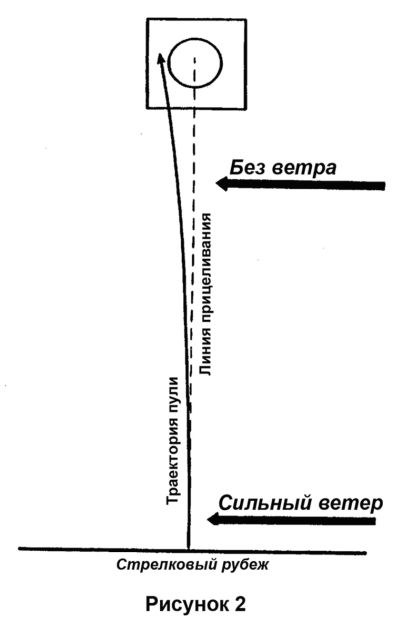 Без ветра
Линия прицеливания
Траектория пули
Сильный ветер
Стрелковый рубеж
Рисунок 2